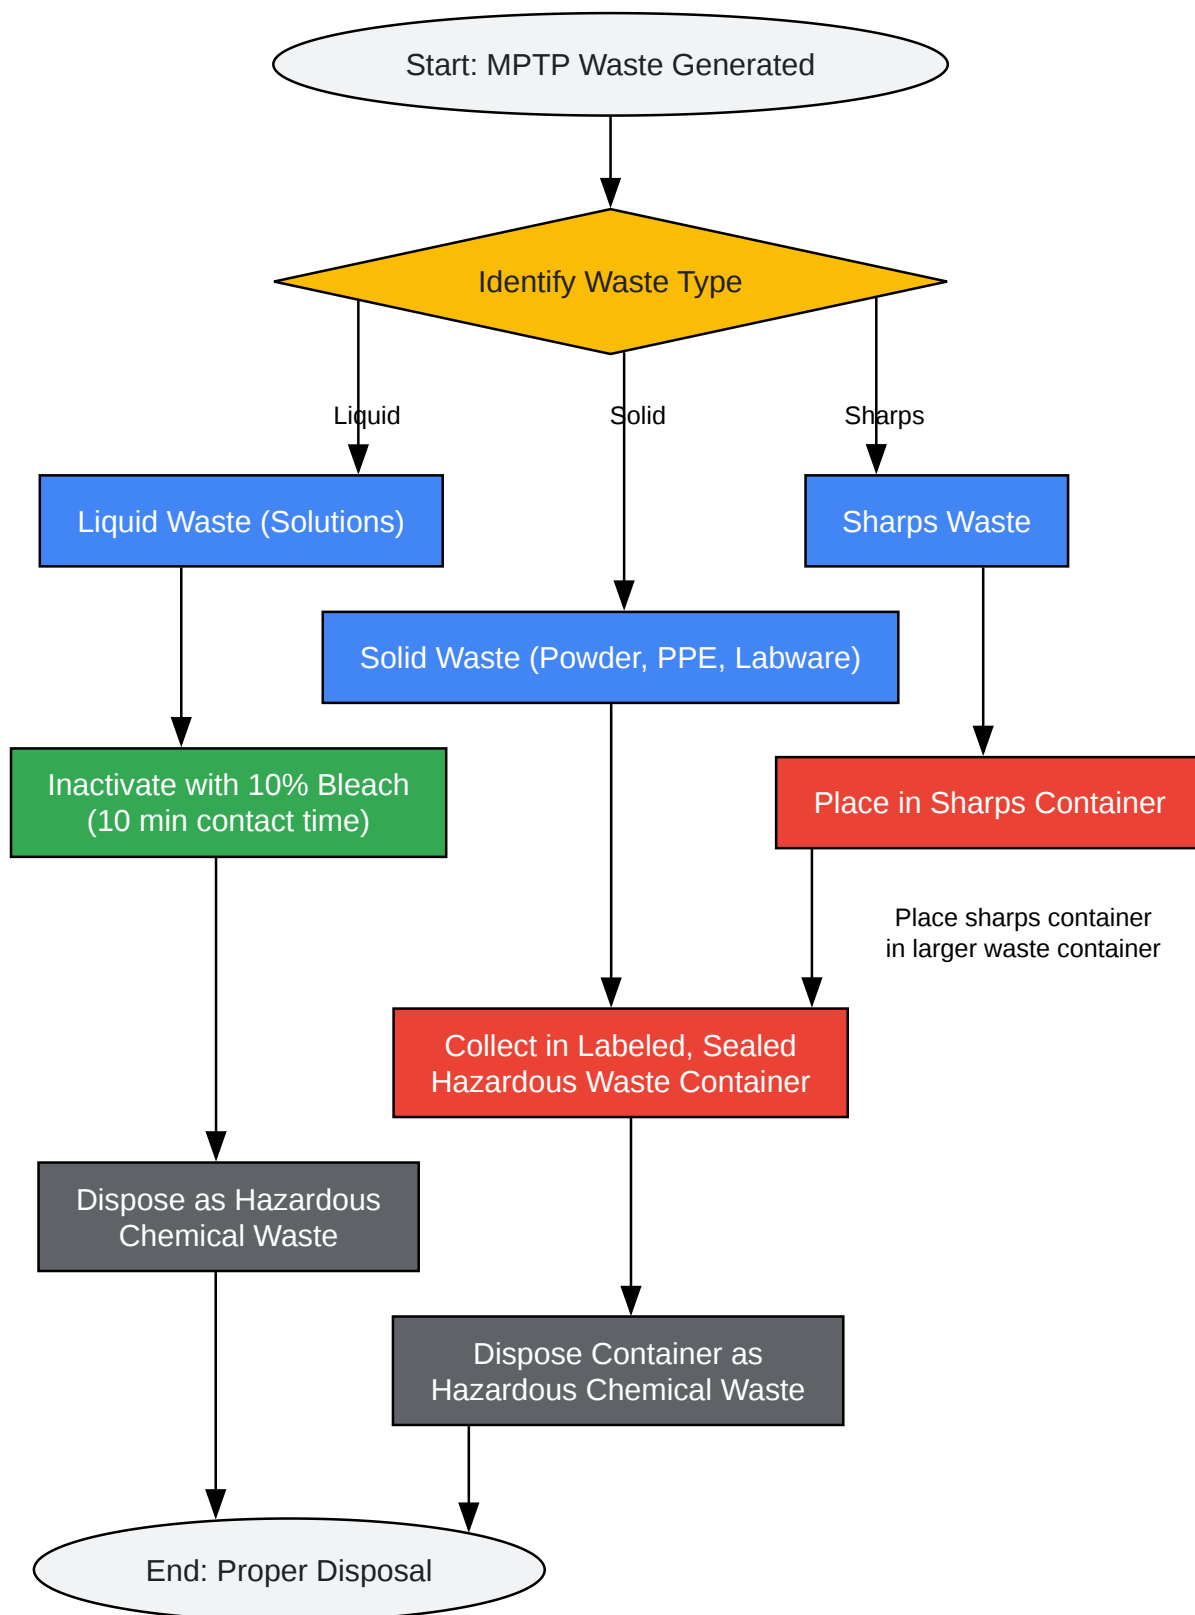 Start: MPTP Waste Generated
Identify Waste Type
Liquid
Solid
Sharps
Liquid Waste (Solutions)
Sharps Waste
Solid Waste (Powder, PPE, Labware)
Inactivate with 10% Bleach
(10 min contact time)
Place in Sharps Container
Place sharps container
in larger waste container
Collect in Labeled, Sealed
Hazardous Waste Container
Dispose as Hazardous
Chemical Waste
Dispose Container as
Hazardous Chemical Waste
End: Proper Disposal